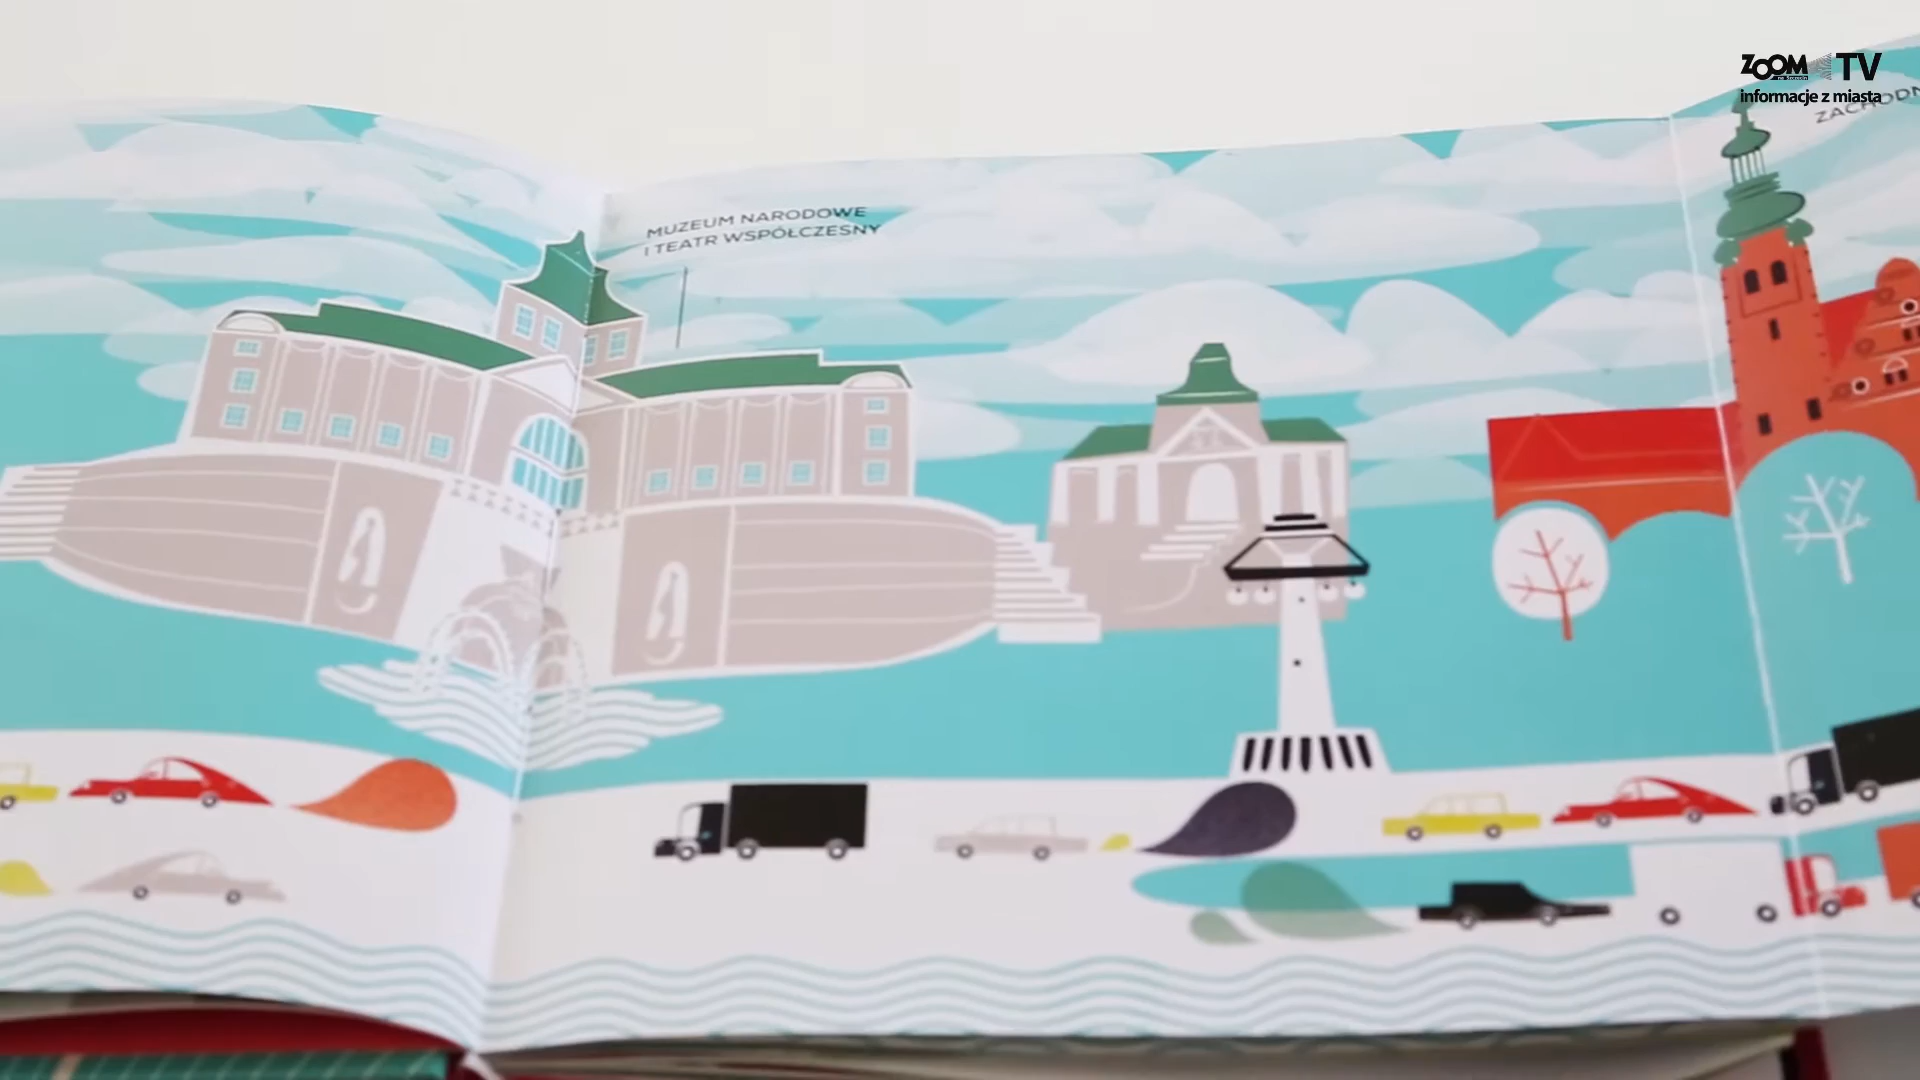 MUZEUM NARODOWE
I TEATR WSPÓŁCZESNY
ZOOM TV
informacje z miasta